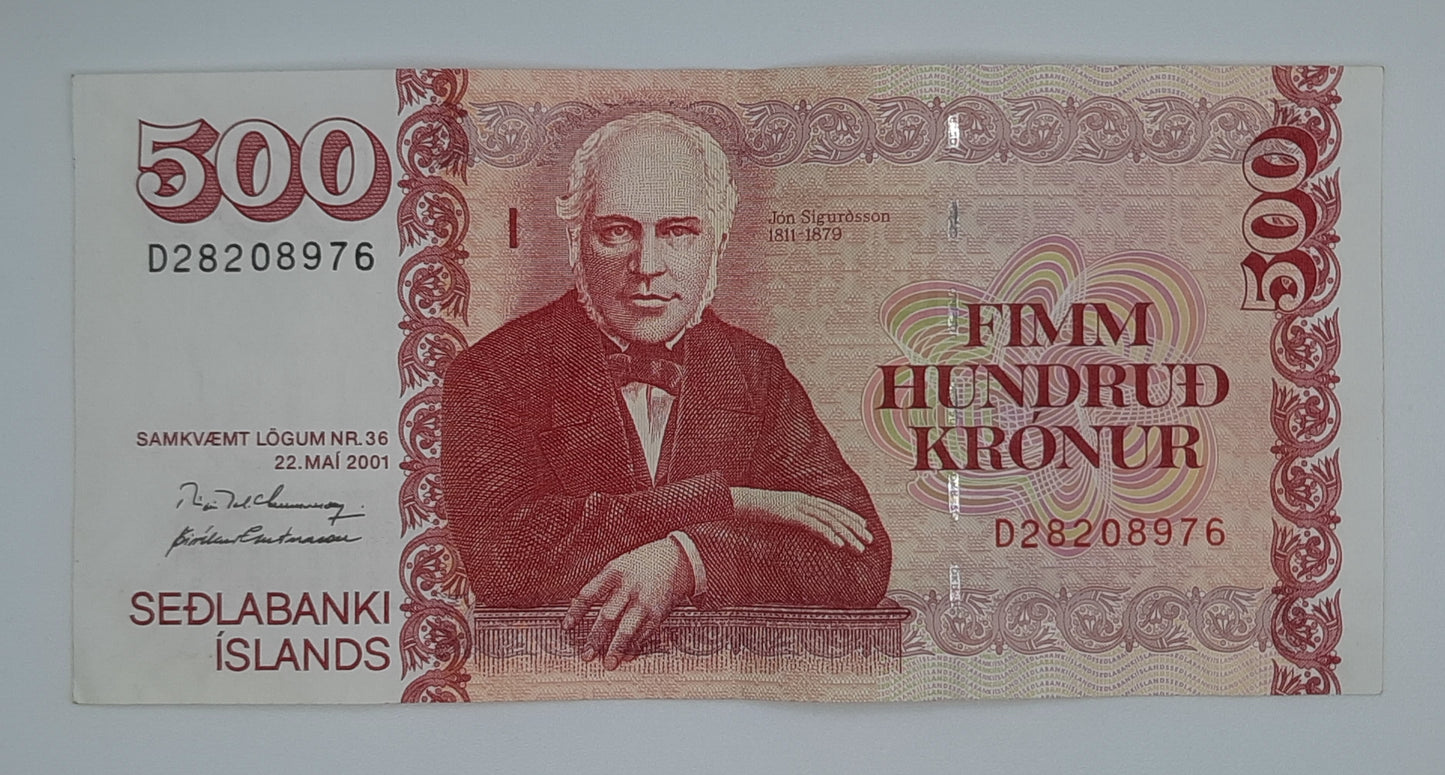 500
D28208976
SAMKVÆMT LÖGUM NR. 36
22. MAÍ 2001
SEÐLABANKI
ÍSLANDS
Jón Sigurðsson
1811-1879
FIMM
HUNDRUÐ
KRÓNUR
D28208976
500